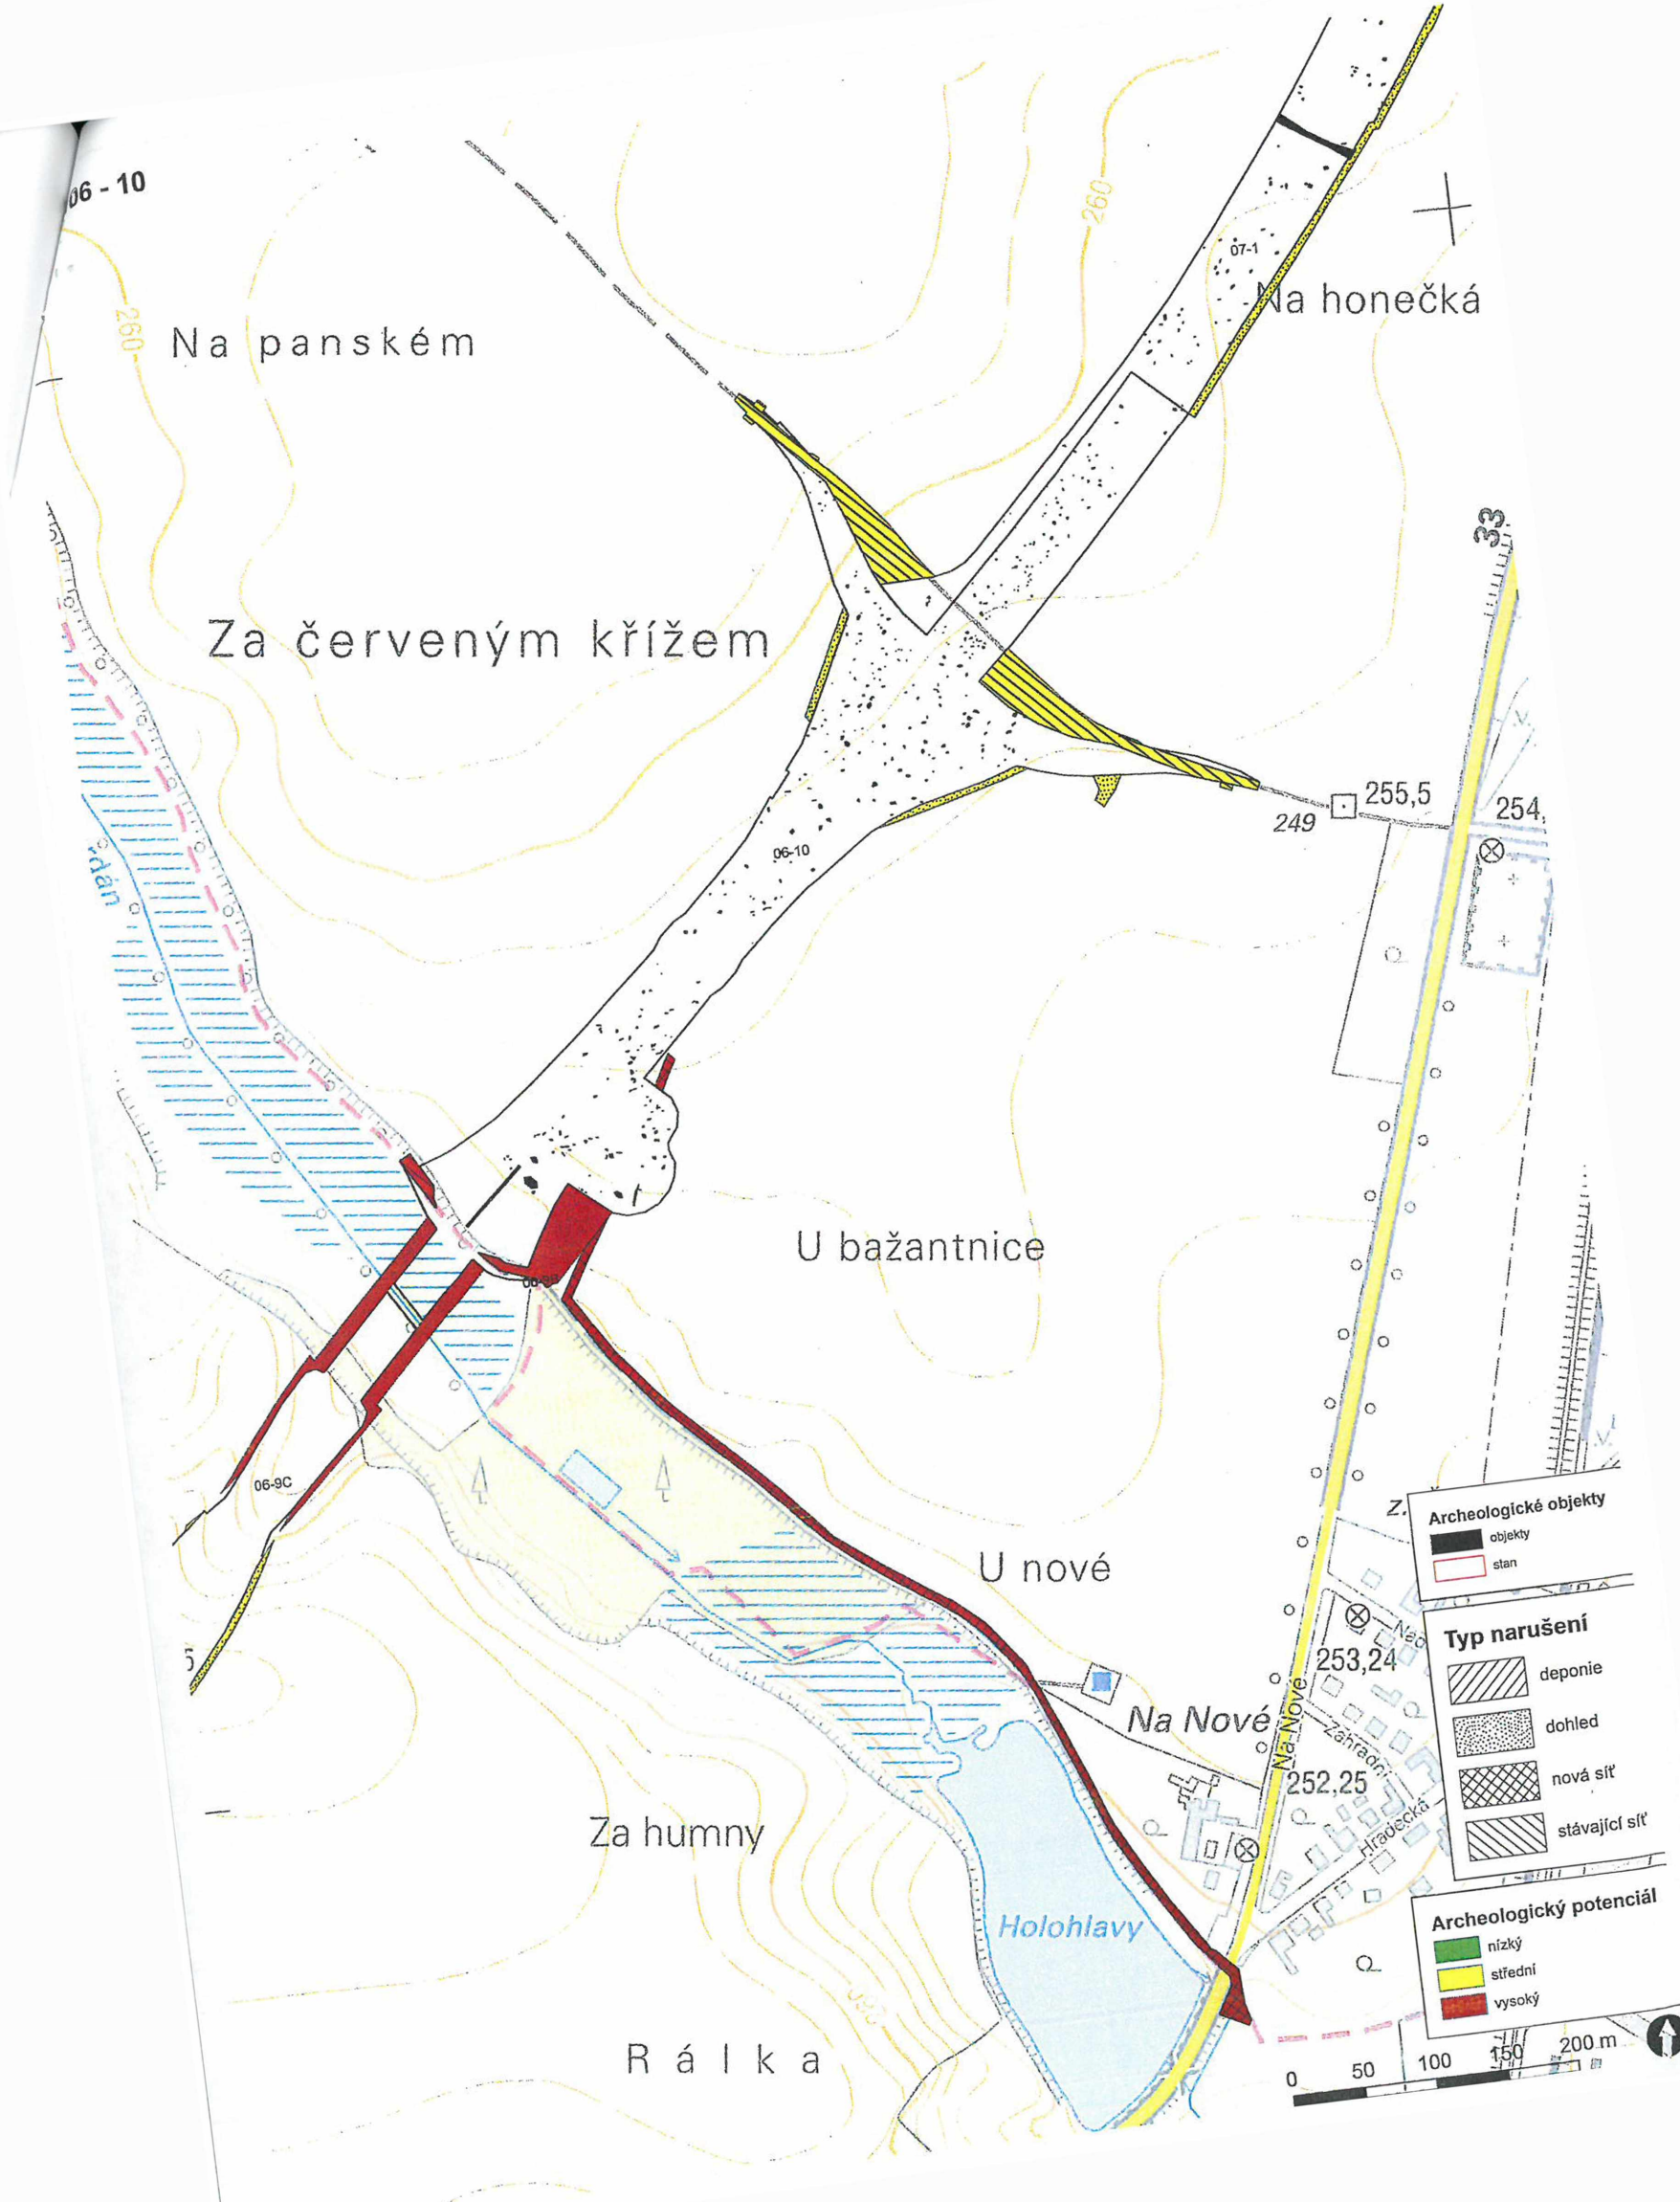 06 - 10
260
07-1
Na honečká
260
Na panském
33
Za červeným křížem
255,5
249
254,
06-10
U bažantnice
06-9C
U nové
5
253,24
Na Nové
Na Nové
Zahradní
252,25
Hradecká
Za humny
Holohlavy
Rálka
Archeologické objekty
objekty
stan
Typ narušení
deponie
dohled
nová síť
stávající síť
Archeologický potenciál
nízký
střední
vysoký
0 50 100 150 200 m